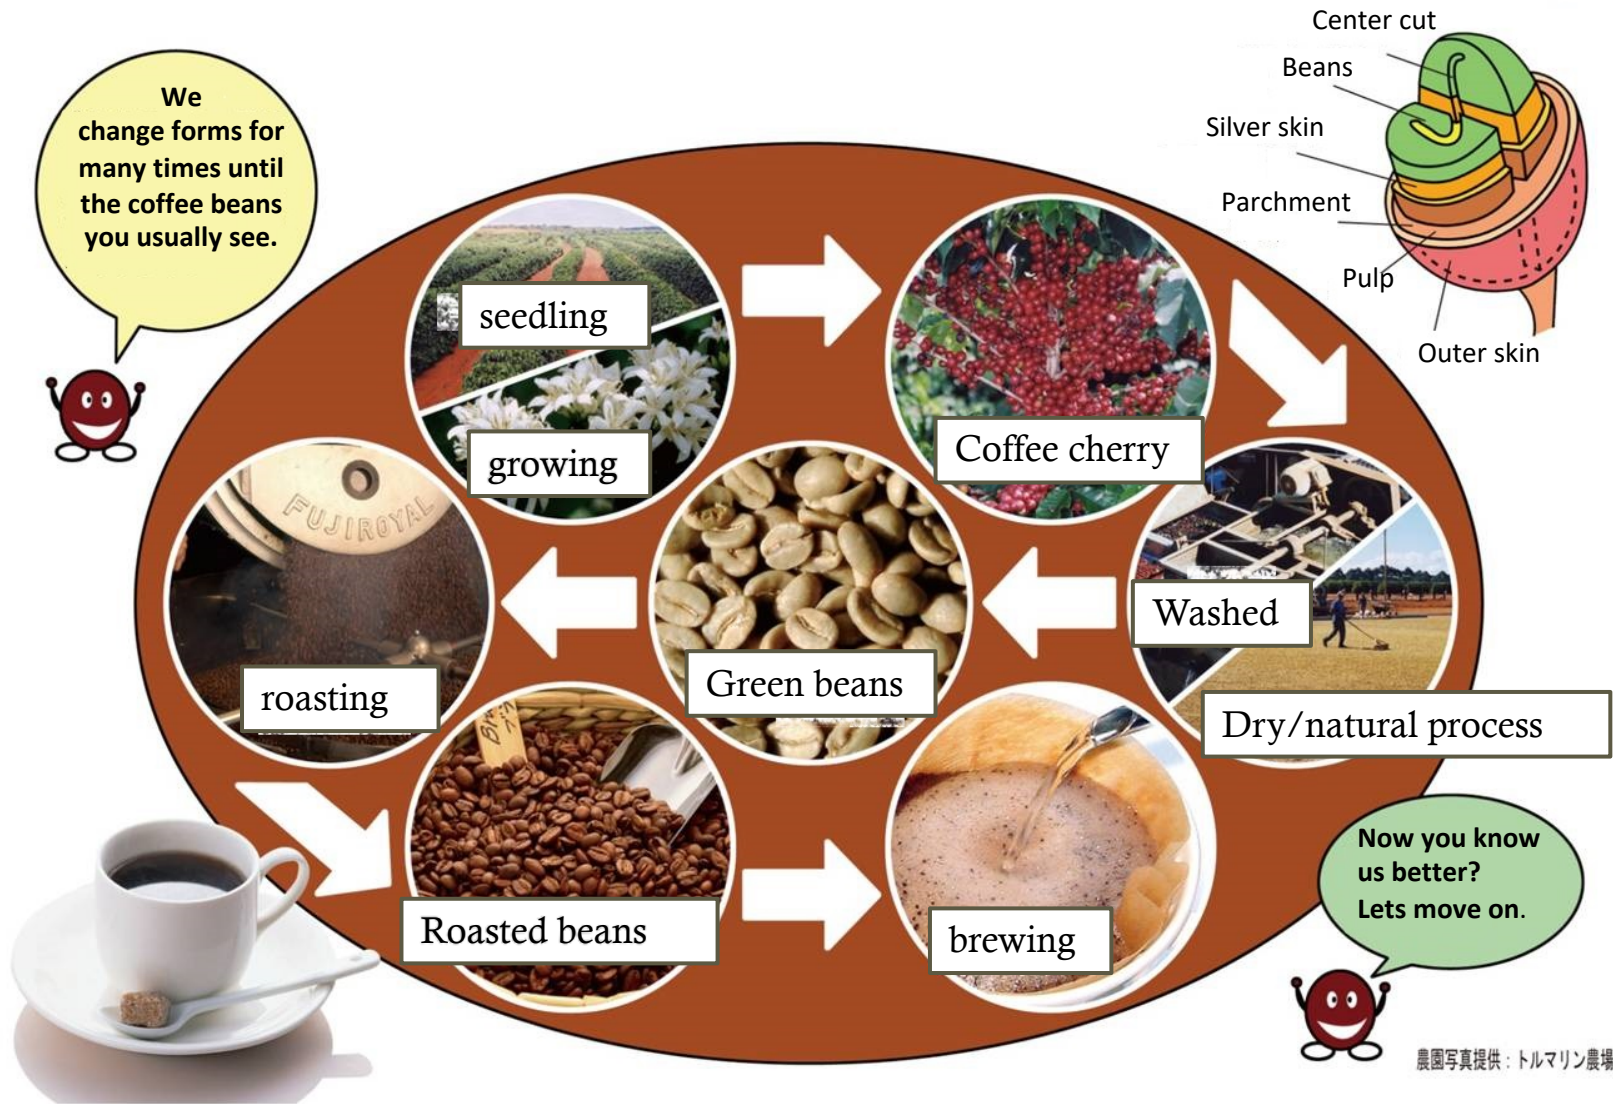 We
change forms for
many times until
the coffee beans
you usually see.
Center cut
Beans
Silver skin
Parchment
Pulp
Outer skin
seedling
growing
Coffee cherry
Washed
Dry/natural process
Green beans
FUJIROYAL
roasting
Roasted beans
brewing
Now you know
us better?
Lets move on.
農園写真提供：トルマリン農場